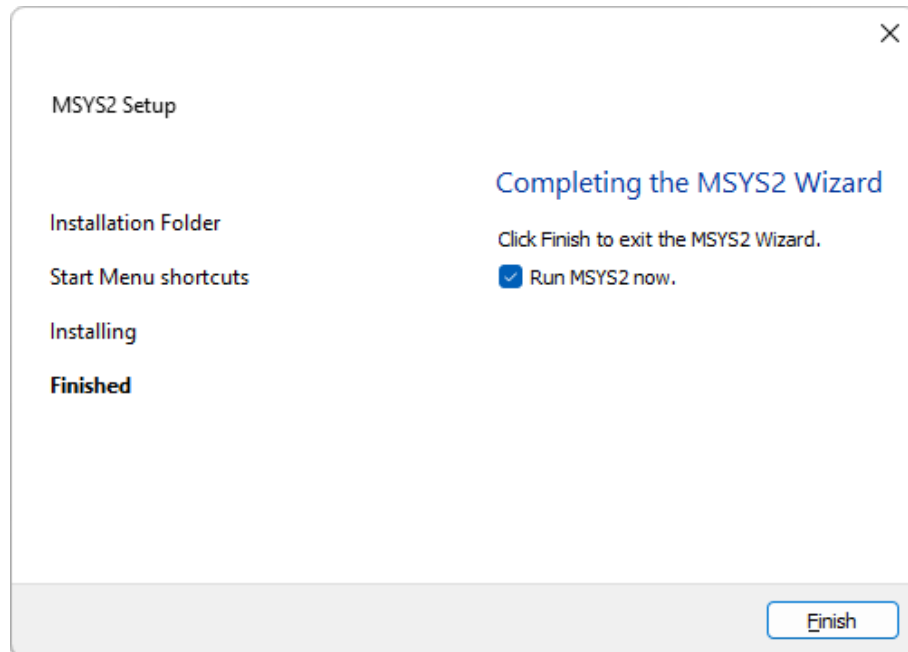 MSYS2 Setup
Installation Folder
Start Menu shortcuts
Installing
Finished
Completing the MSYS2 Wizard
Click Finish to exit the MSYS2 Wizard.
Run MSYS2 now.
Finish